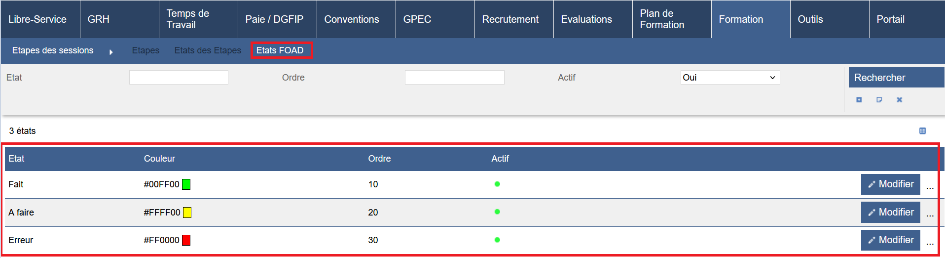 Libre-Service GRH Temps de Travail Paie / DGFIP Conventions GPEC Recrutement Evaluations Plan de Formation Formation Outils Portail
Etapes des sessions Etapes Etats des Etapes Etats FOAD
Etat Ordre Actif Oui Rechercher
3 états
Etat Couleur Ordre Actif
Fait #00FF00 10 Modifier ...
A faire #FFFF00 20 Modifier ...
Erreur #FF0000 30 Modifier ...